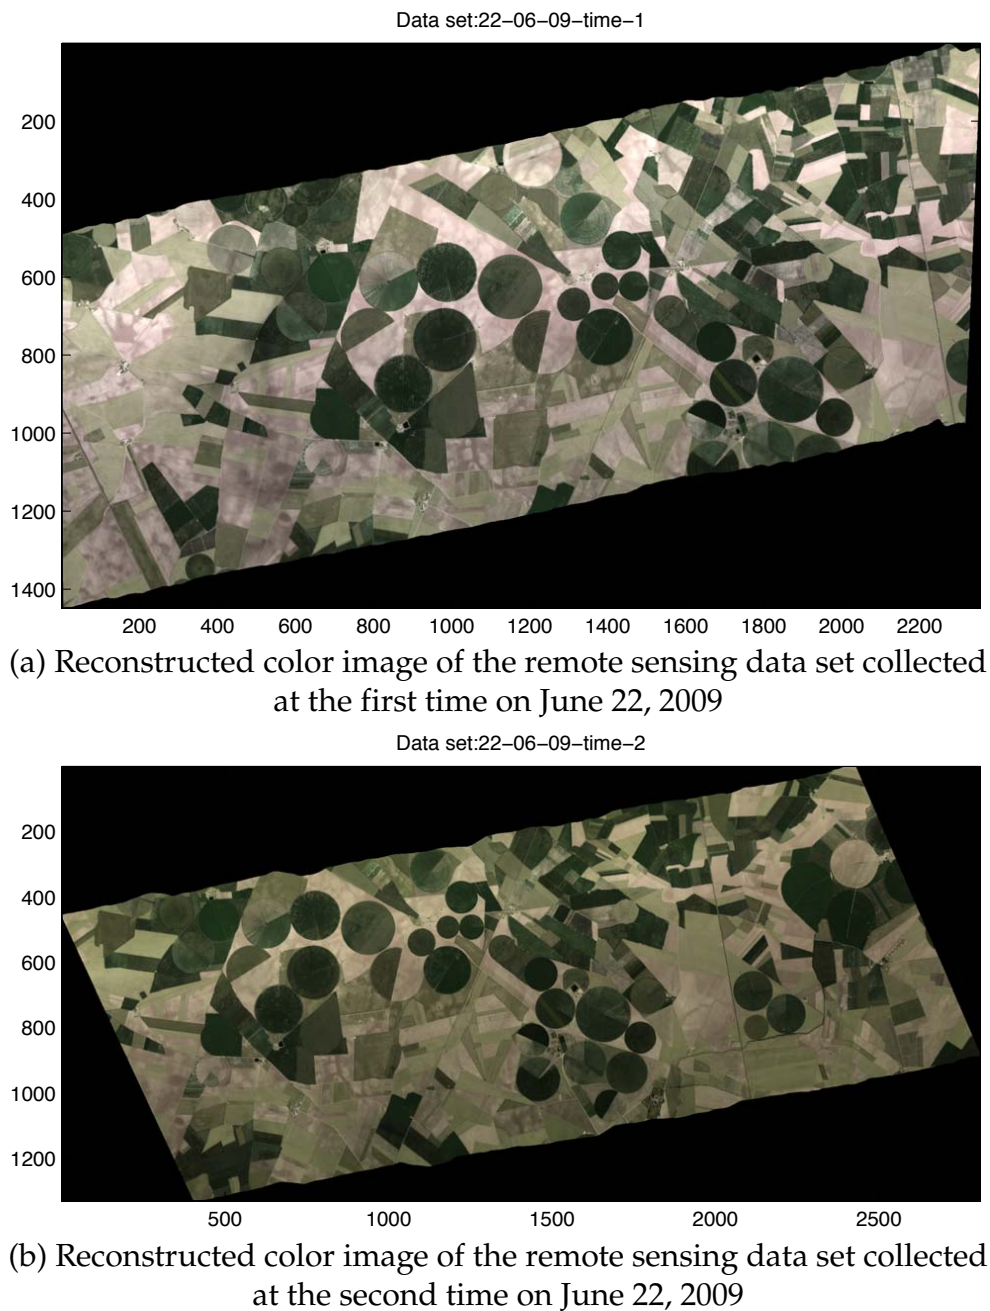 Data set:22−06−09−time−1
200
400
600
800
1000
1200
1400
200 400 600 800 1000 1200 1400 1600 1800 2000 2200
(a) Reconstructed color image of the remote sensing data set collected
at the first time on June 22, 2009
Data set:22−06−09−time−2
200
400
600
800
1000
1200
500 1000 1500 2000 2500
(b) Reconstructed color image of the remote sensing data set collected
at the second time on June 22, 2009